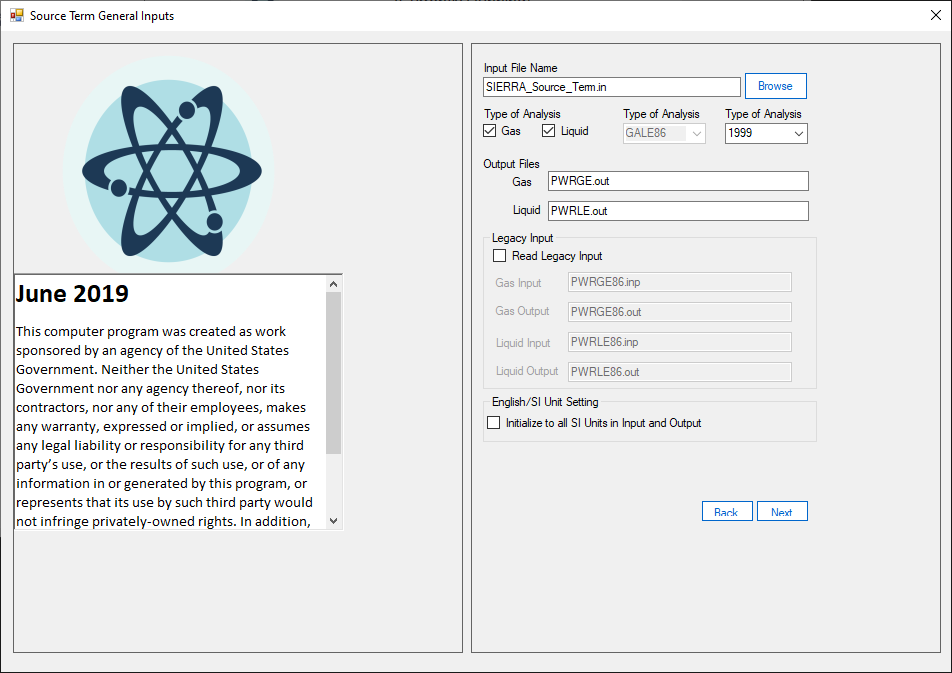 Source Term General Inputs
June 2019
This computer program was created as work
sponsored by an agency of the United States
Government. Neither the United States
Government nor any agency thereof, nor its
contractors, nor any of their employees, makes
any warranty, expressed or implied, or assumes
any legal liability or responsibility for any third
party's use, or the results of such use, or of any
information in or generated by this program, or
represents that its use by such third party would
not infringe privately-owned rights. In addition,
Input File Name
SIERRA_Source_Term.in Browse
Type of Analysis Type of Analysis Type of Analysis
Gas Liquid GALE86 1999
Output Files
Gas PWRGE.out
Liquid PWRLE.out
Legacy Input
Read Legacy Input
Gas Input PWRGE86.inp
Gas Output PWRGE86.out
Liquid Input PWRLE86.inp
Liquid Output PWRLE86.out
English/SI Unit Setting
Initialize to all SI Units in Input and Output
Back Next